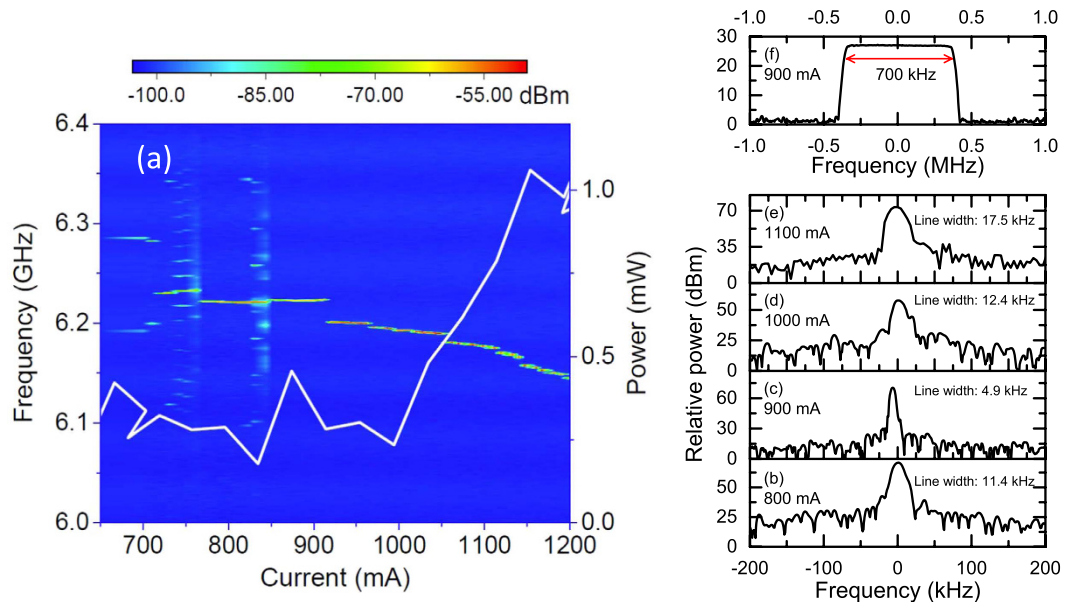 -100.0 -85.00 -70.00 -55.00 dBm
(a)
Frequency (GHz)
6.4
6.3
6.2
6.1
6.0
Power (mW)
1.0
0.5
0.0
700 800 900 1000 1100 1200
Current (mA)
-1.0 -0.5 0.0 0.5 1.0
30
20
10
0
(f)
900 mA
700 kHz
-1.0 -0.5 0.0 0.5 1.0
Frequency (MHz)
Relative power (dBm)
70
35
0
(e)
1100 mA
Line width: 17.5 kHz
50
25
0
(d)
1000 mA
Line width: 12.4 kHz
60
30
0
(c)
900 mA
Line width: 4.9 kHz
50
25
0
(b)
800 mA
Line width: 11.4 kHz
-200 -100 0 100 200
Frequency (kHz)